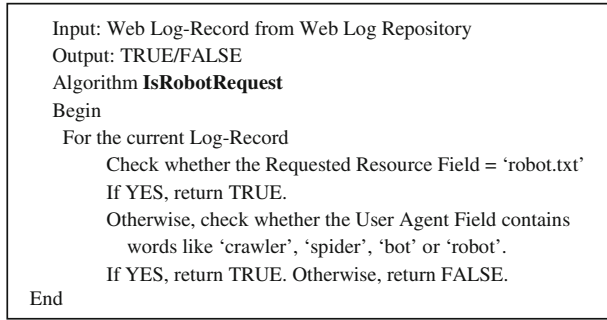 Input: Web Log-Record from Web Log Repository
Output: TRUE/FALSE
Algorithm IsRobotRequest
Begin
For the current Log-Record
Check whether the Requested Resource Field = ‘robot.txt’
If YES, return TRUE.
Otherwise, check whether the User Agent Field contains
words like ‘crawler’, ‘spider’, ‘bot’ or ‘robot’.
If YES, return TRUE. Otherwise, return FALSE.
End